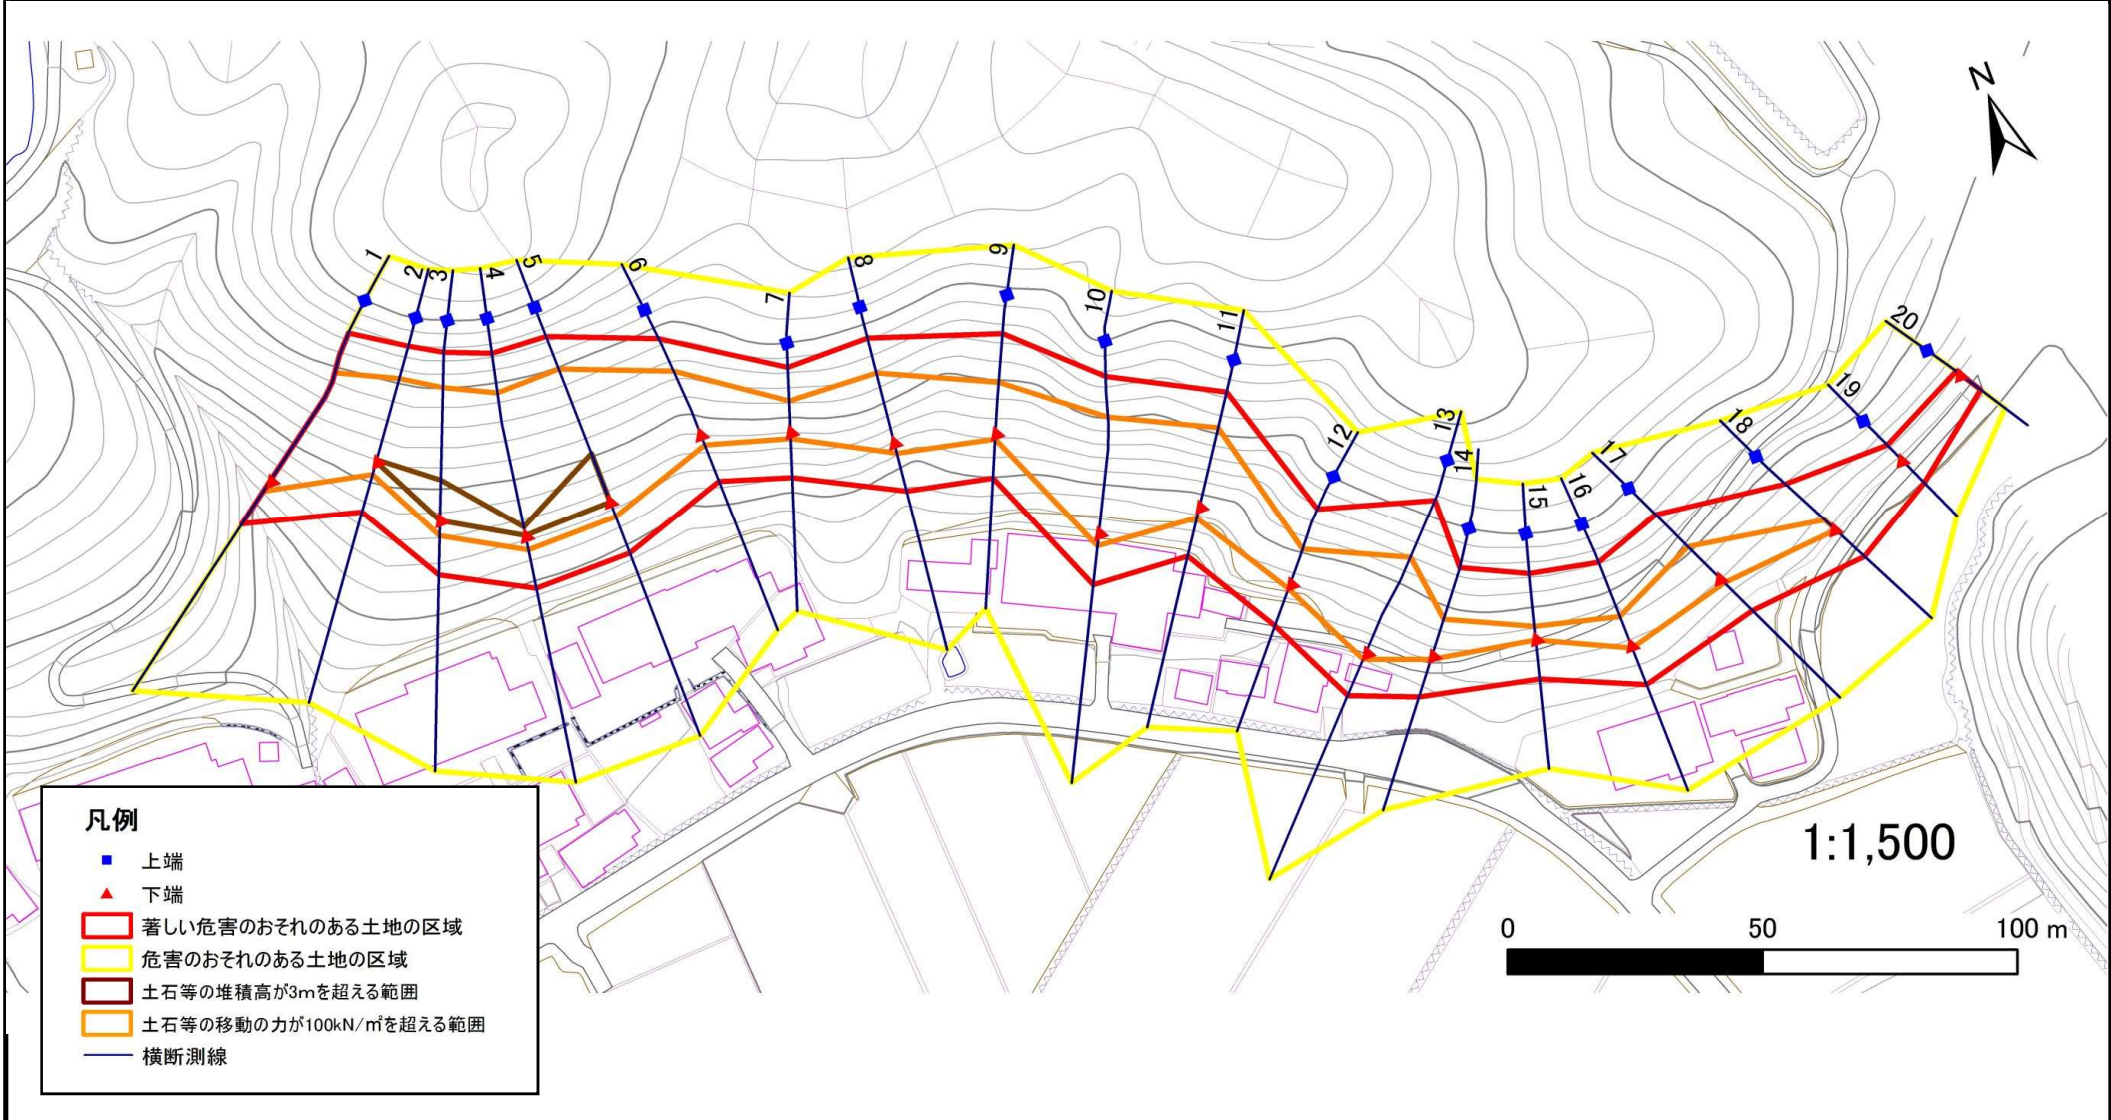 N
1
2
3
4
5
6
7
8
9
10
11
12
13
14
15
16
17
18
19
20
凡例
上端
下端
著しい危害のおそれのある土地の区域
危害のおそれのある土地の区域
土石等の堆積高が3mを超える範囲
土石等の移動の力が100kN/㎡を超える範囲
横断測線
1:1,500
0 50 100 m